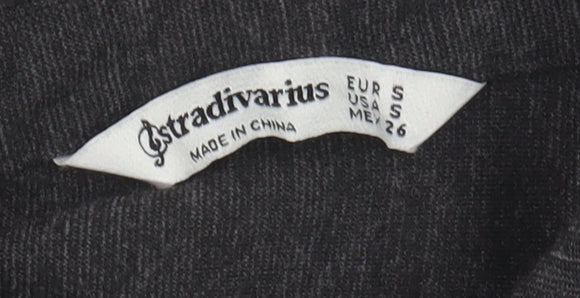 stradivarius
MADE IN CHINA
EUR S
USA S
MEX 26